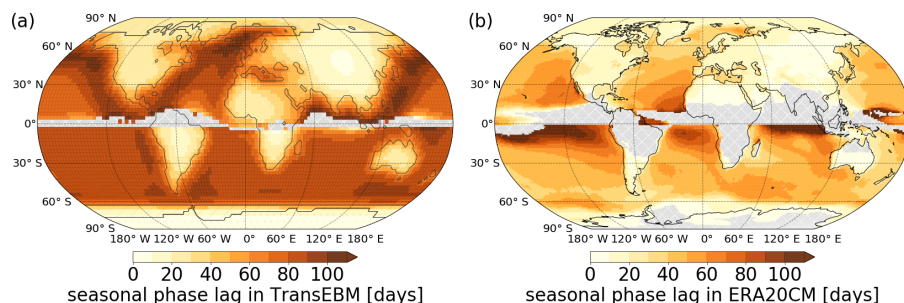 (a)
90° N
60° N
30° N
0°
30° S
60° S
90° S
180° W 120° W 60° W 0° 60° E 120° E 180° E
0 20 40 60 80 100
seasonal phase lag in TransEBM [days]
(b)
90° N
60° N
30° N
0°
30° S
60° S
90° S
180° W 120° W 60° W 0° 60° E 120° E 180° E
0 20 40 60 80 100
seasonal phase lag in ERA20CM [days]